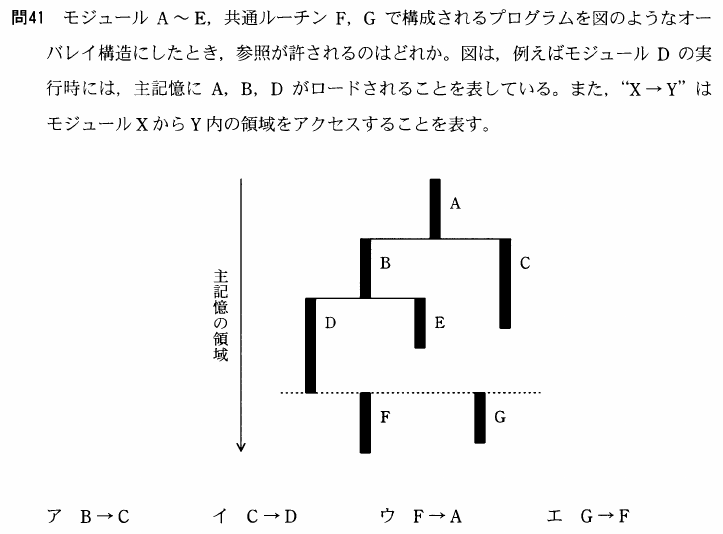 問41　モジュール A～E，共通ルーチン F，G で構成されるプログラムを図のようなオー
バレイ構造にしたとき，参照が許されるのはどれか。図は，例えばモジュール D の実
行時には，主記憶に A，B，D がロードされることを表している。また，“X→Y” は
モジュール X から Y 内の領域をアクセスすることを表す。
A
B
C
主記憶の領域
D
E
F
G
ア　B→C　イ　C→D　ウ　F→A　エ　G→F